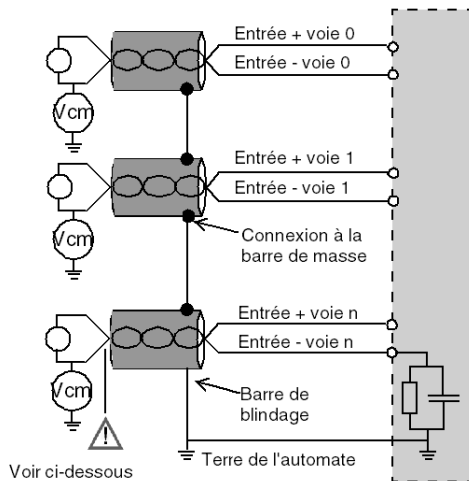 Entrée + voie 0
Entrée - voie 0
Vcm
Entrée + voie 1
Entrée - voie 1
Vcm
Connexion à la
barre de masse
Entrée + voie n
Entrée - voie n
Vcm
Barre de
blindage
Terre de l'automate
Voir ci-dessous